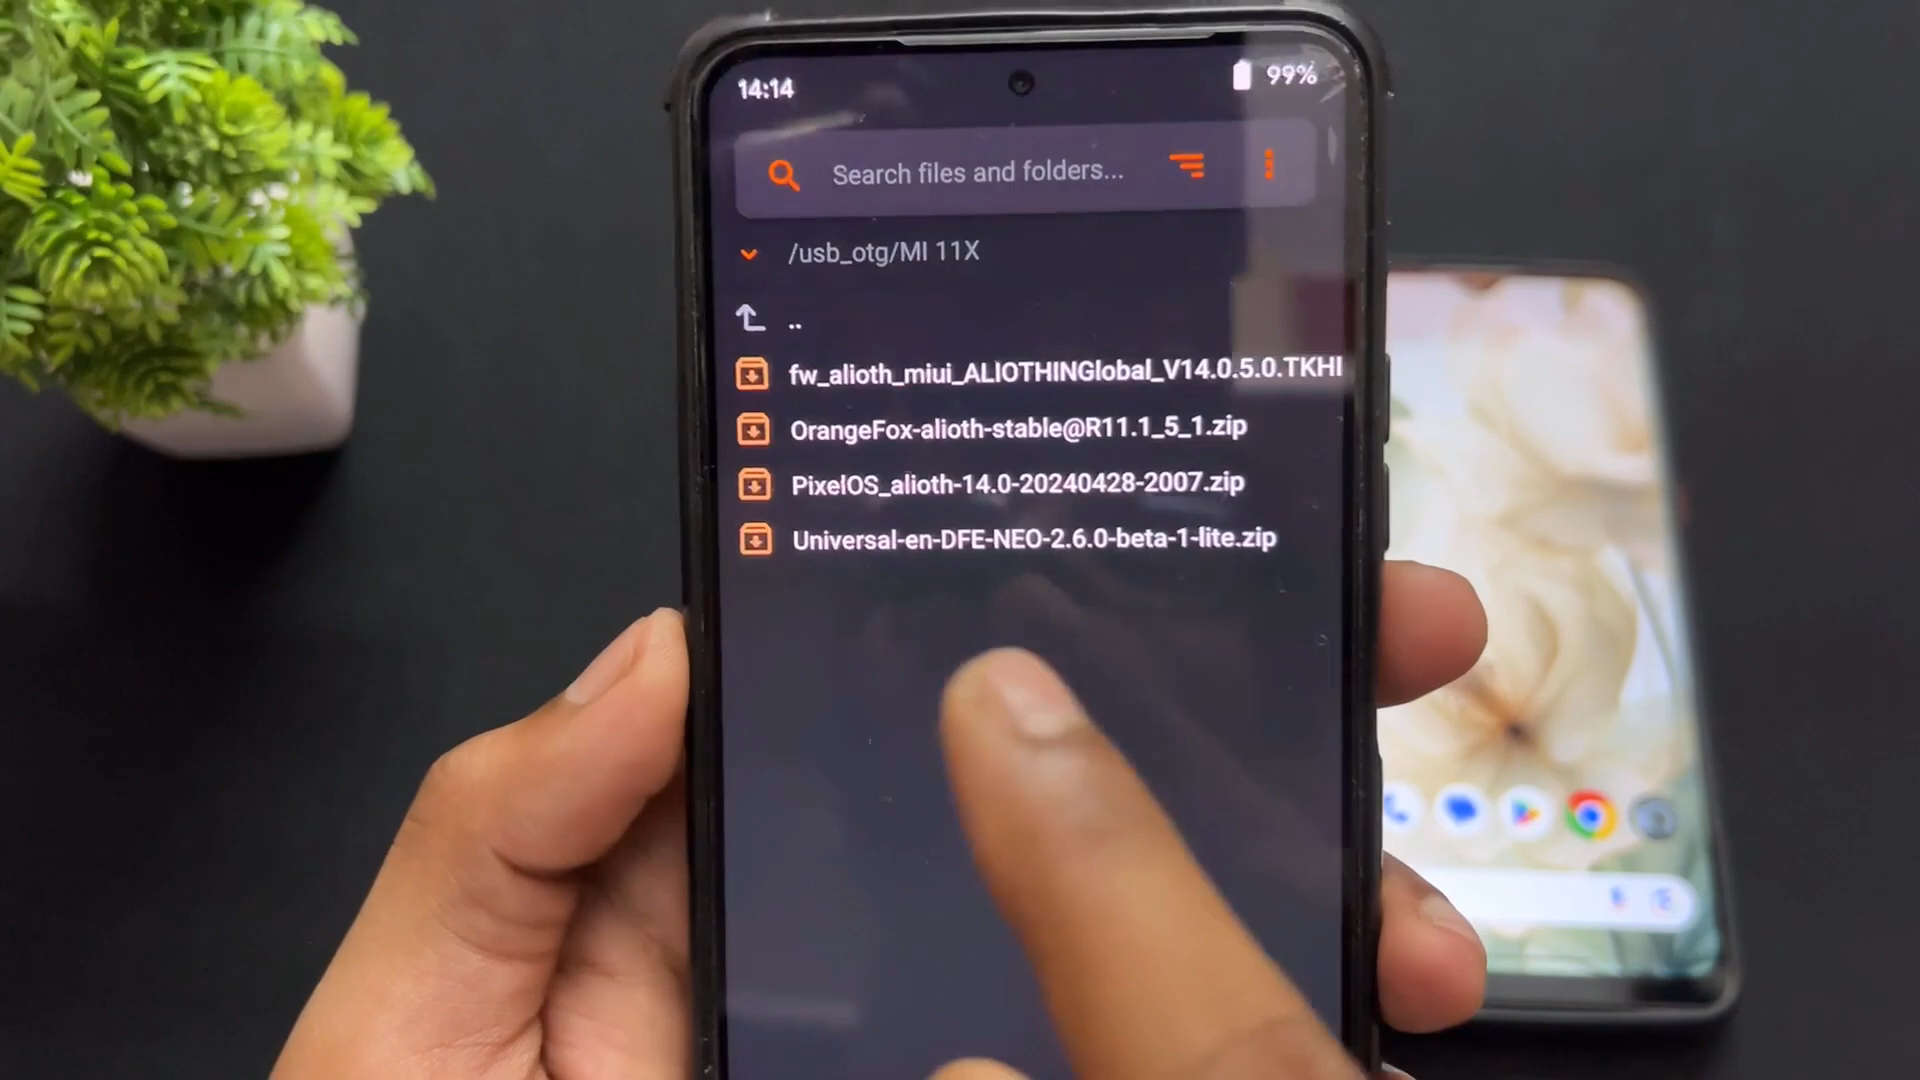 14:14
99%
Search files and folders...
/usb_otg/MI 11X
..
fw_alioth_miui_ALIOTHINGlobal_V14.0.5.0.TKHI
OrangeFox-alioth-stable@R11.1_5_1.zip
PixelOS_alioth-14.0-20240428-2007.zip
Universal-en-DFE-NEO-2.6.0-beta-1-lite.zip